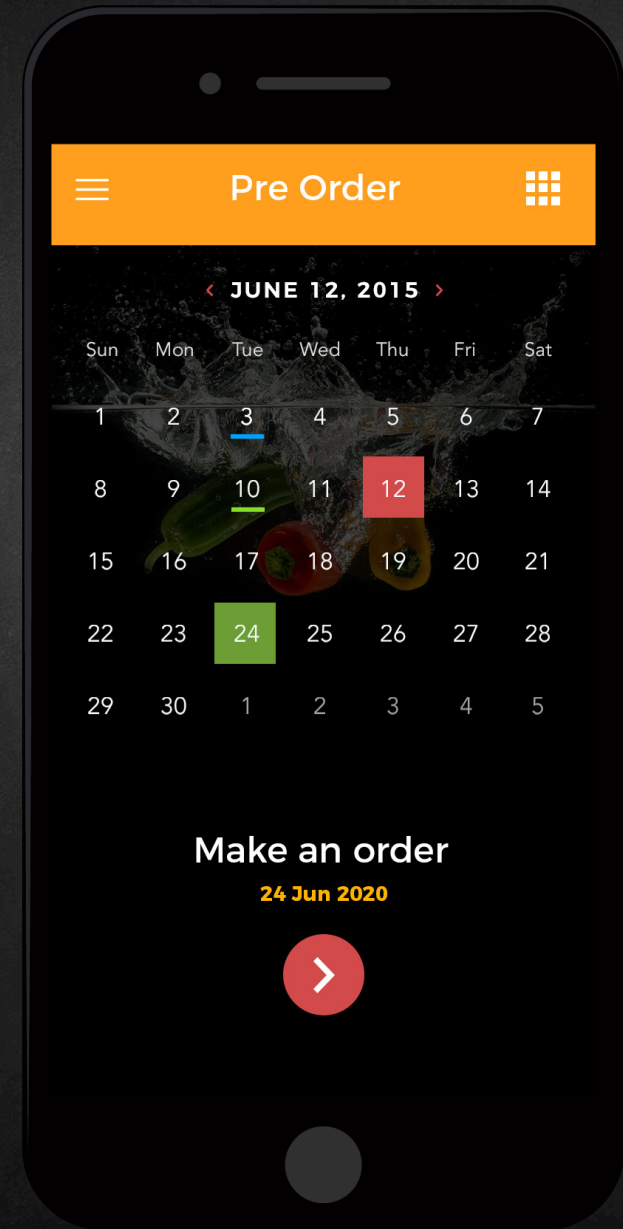 Pre Order
‹ JUNE 12, 2015 ›
Sun Mon Tue Wed Thu Fri Sat
1 2 3 4 5 6 7
8 9 10 11 12 13 14
15 16 17 18 19 20 21
22 23 24 25 26 27 28
29 30 1 2 3 4 5
Make an order
24 Jun 2020